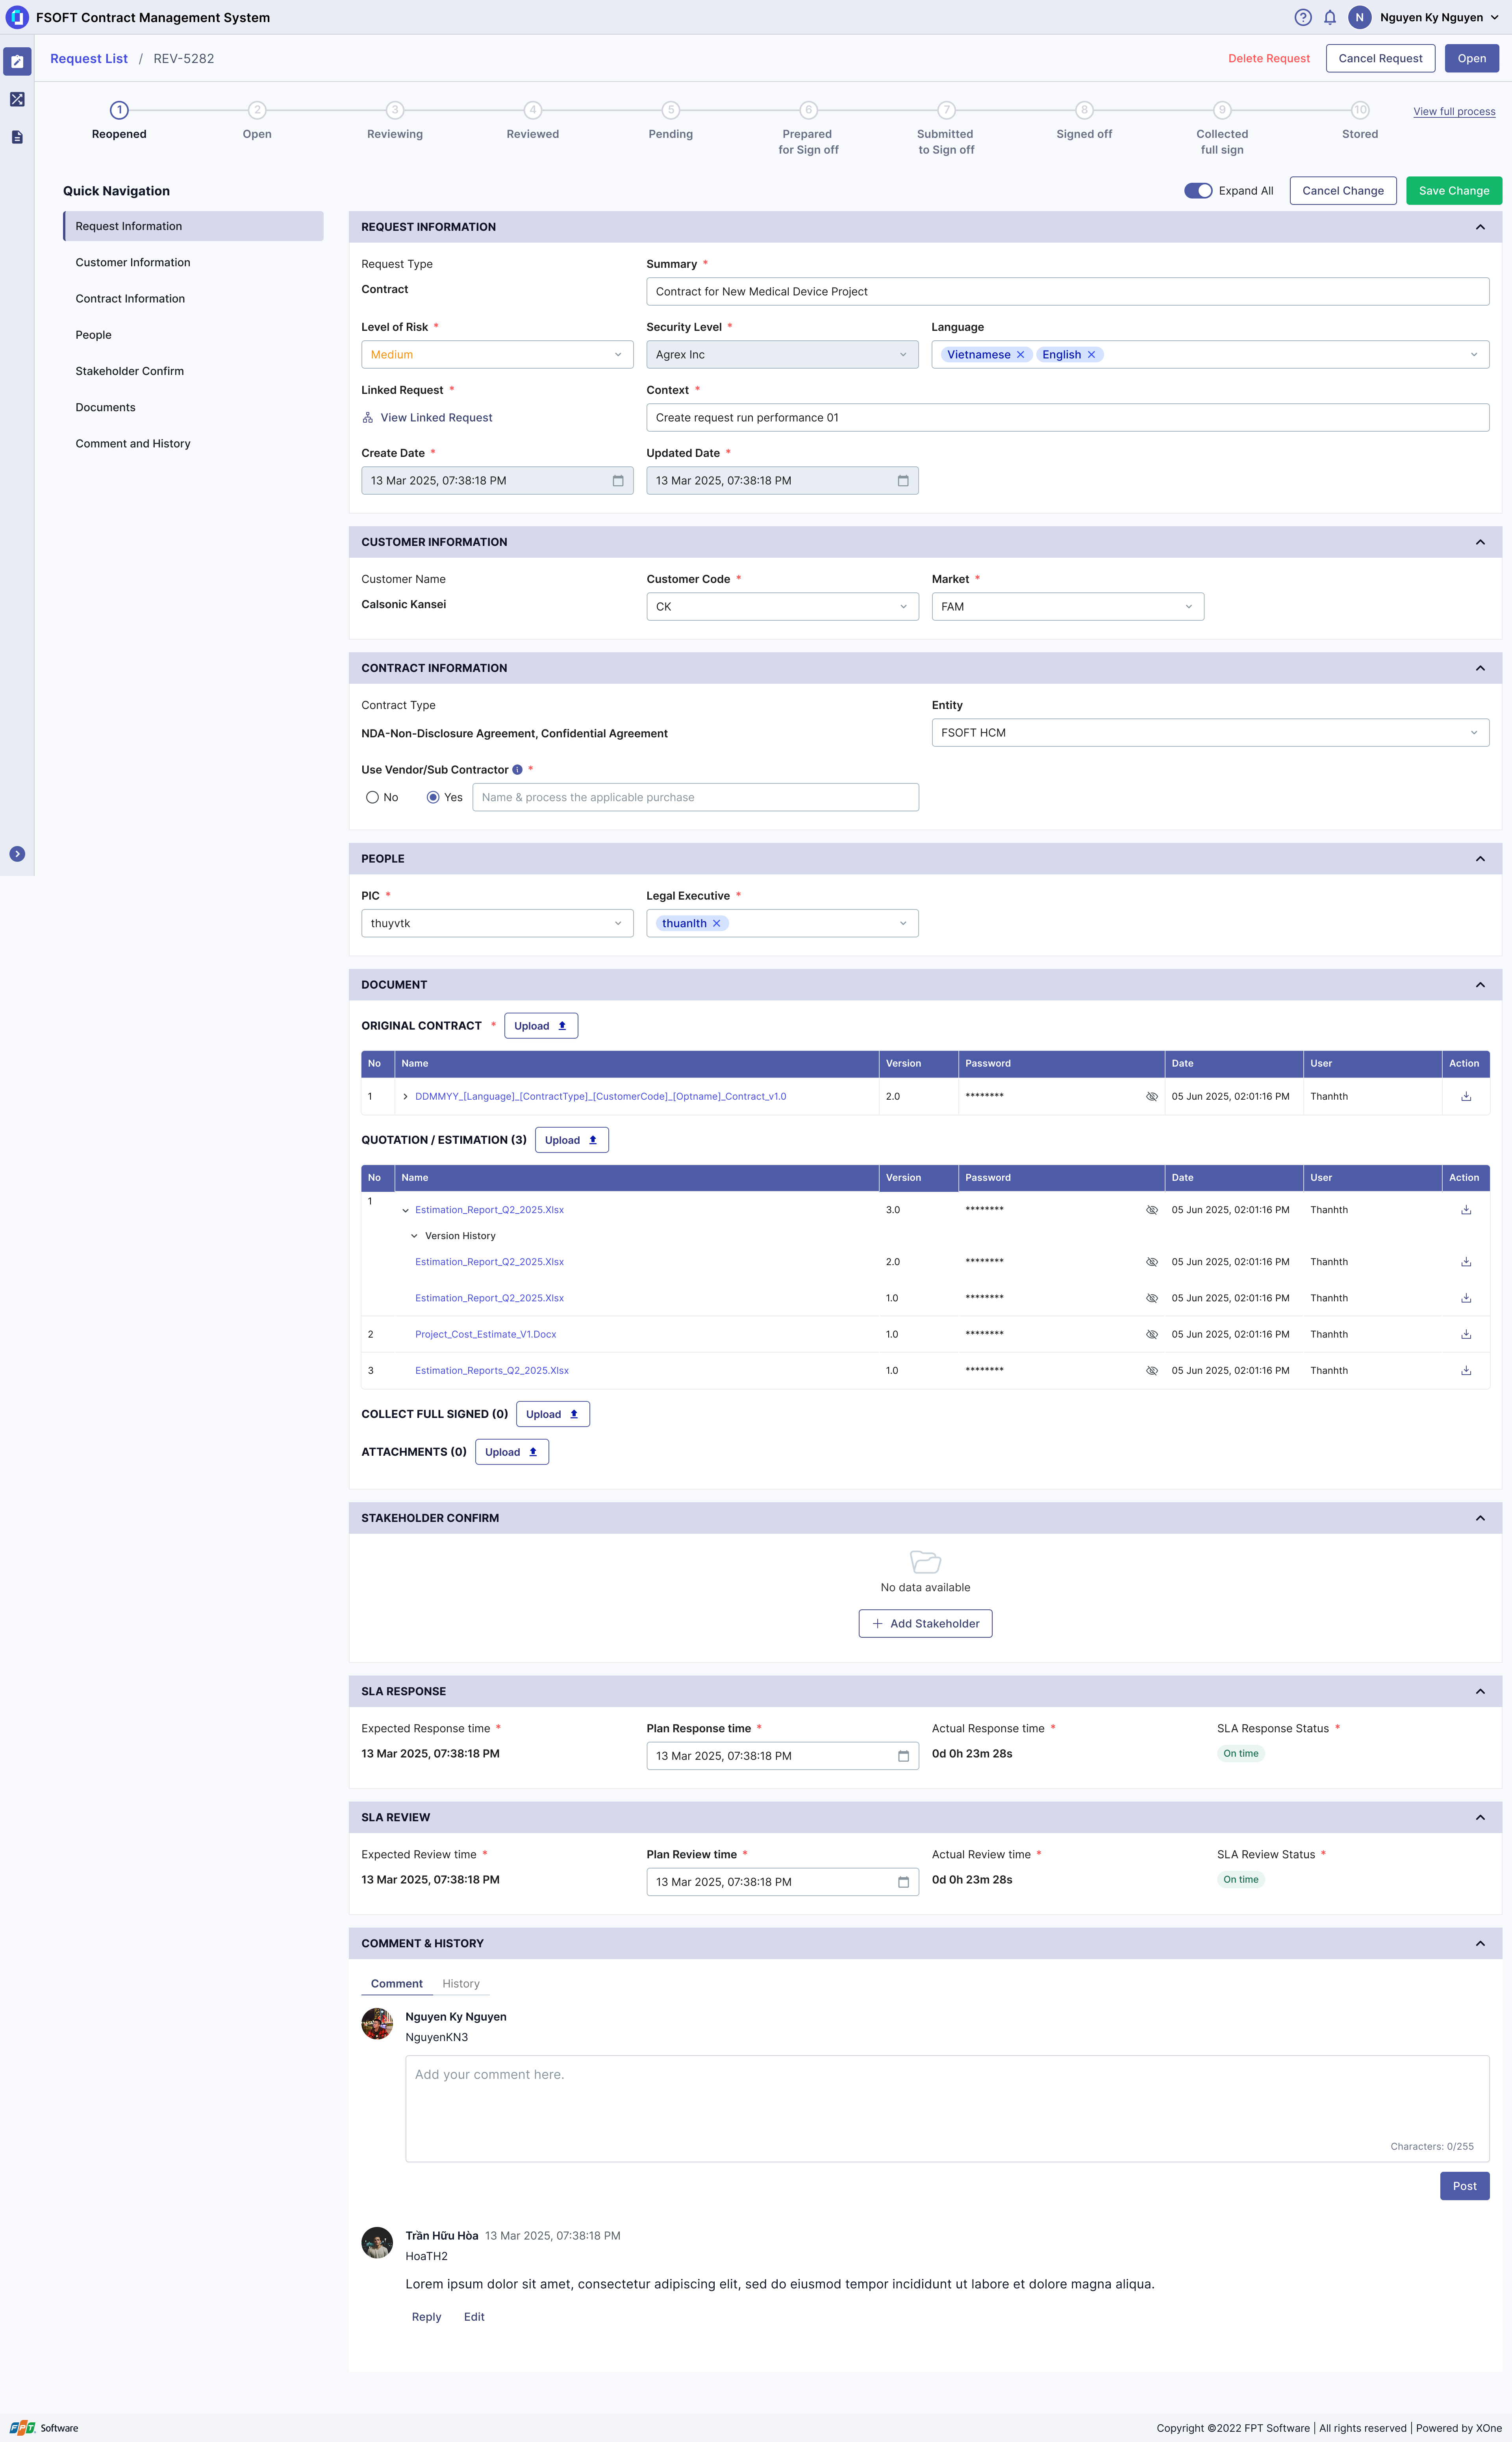 FSOFT Contract Management System
N Nguyen Ky Nguyen
Request List / REV-5282
Delete Request Cancel Request Open
1 2 3 4 5 6 7 8 9 10
View full process
Reopened Open Reviewing Reviewed Pending Prepared for Sign off Submitted to Sign off Signed off Collected full sign Stored
Quick Navigation
Expand All Cancel Change Save Change
Request Information
Customer Information
Contract Information
People
Stakeholder Confirm
Documents
Comment and History
REQUEST INFORMATION
Request Type Summary *
Contract Contract for New Medical Device Project
Level of Risk * Security Level * Language
Medium Agrex Inc Vietnamese English
Linked Request * Context *
View Linked Request Create request run performance 01
Create Date * Updated Date *
13 Mar 2025, 07:38:18 PM 13 Mar 2025, 07:38:18 PM
CUSTOMER INFORMATION
Customer Name Customer Code * Market *
Calsonic Kansei CK FAM
CONTRACT INFORMATION
Contract Type Entity
NDA-Non-Disclosure Agreement, Confidential Agreement FSOFT HCM
Use Vendor/Sub Contractor *
No Yes Name & process the applicable purchase
PEOPLE
PIC * Legal Executive *
thuyvtk thuanlth
DOCUMENT
ORIGINAL CONTRACT * Upload
No Name Version Password Date User Action
1 DDMMYY_[Language]_[ContractType]_[CustomerCode]_[Optname]_Contract_v1.0 2.0 ******** 05 Jun 2025, 02:01:16 PM Thanhth
QUOTATION / ESTIMATION (3) Upload
No Name Version Password Date User Action
1 Estimation_Report_Q2_2025.Xlsx 3.0 ******** 05 Jun 2025, 02:01:16 PM Thanhth
Version History
Estimation_Report_Q2_2025.Xlsx 2.0 ******** 05 Jun 2025, 02:01:16 PM Thanhth
Estimation_Report_Q2_2025.Xlsx 1.0 ******** 05 Jun 2025, 02:01:16 PM Thanhth
2 Project_Cost_Estimate_V1.Docx 1.0 ******** 05 Jun 2025, 02:01:16 PM Thanhth
3 Estimation_Reports_Q2_2025.Xlsx 1.0 ******** 05 Jun 2025, 02:01:16 PM Thanhth
COLLECT FULL SIGNED (0) Upload
ATTACHMENTS (0) Upload
STAKEHOLDER CONFIRM
No data available
Add Stakeholder
SLA RESPONSE
Expected Response time * Plan Response time * Actual Response time * SLA Response Status *
13 Mar 2025, 07:38:18 PM 13 Mar 2025, 07:38:18 PM 0d 0h 23m 28s On time
SLA REVIEW
Expected Review time * Plan Review time * Actual Review time * SLA Review Status *
13 Mar 2025, 07:38:18 PM 13 Mar 2025, 07:38:18 PM 0d 0h 23m 28s On time
COMMENT & HISTORY
Comment History
Nguyen Ky Nguyen
NguyenKN3
Add your comment here.
Characters: 0/255
Post
Trần Hữu Hòa 13 Mar 2025, 07:38:18 PM
HoaTH2
Lorem ipsum dolor sit amet, consectetur adipiscing elit, sed do eiusmod tempor incididunt ut labore et dolore magna aliqua.
Reply Edit
FPT Software
Copyright ©2022 FPT Software | All rights reserved | Powered by XOne